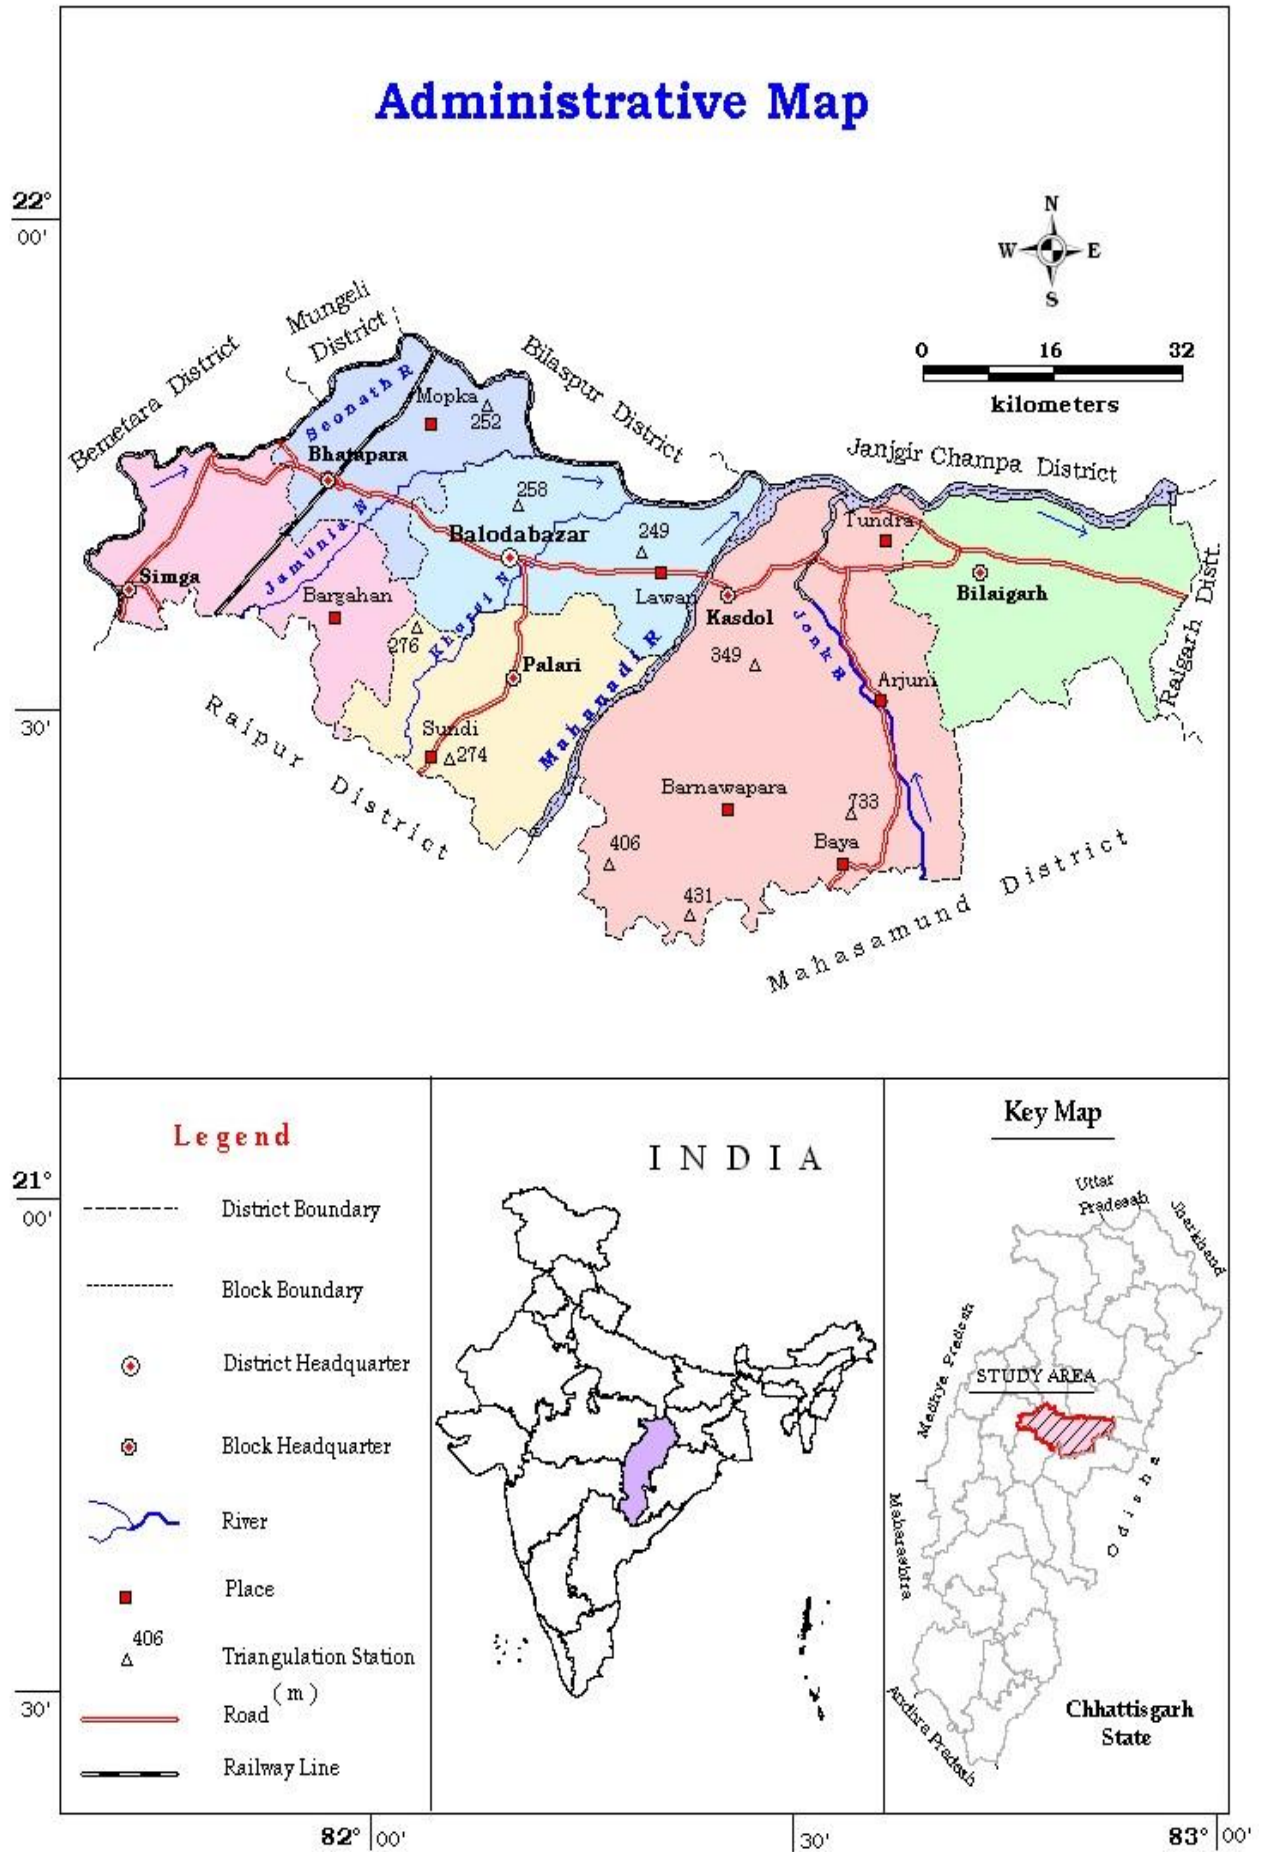 Administrative Map
22°
00'
N
W E
S
0 16 32
kilometers
Mungeli
District
Bemetara District
Bilaspur District
Janjgir Champa District
Seonath R
Mopka
252
Bhatapara
258
Balodabazar
249
Tundra
Jamunia N
Simga
Bargahan
Lawan
Kasdol
Bilaigarh
276
Khorsi N
349
Jonk R
Palari
Mahanadi R
Arjuni
Raigarh Distt.
30'
Raipur District
Sundi
274
Barnawapara
733
406
Baya
431
Mahasamund District
21°
00'
Legend
District Boundary
Block Boundary
District Headquarter
Block Headquarter
River
Place
406
Triangulation Station
(m)
Road
Railway Line
30'
INDIA
Key Map
Uttar
Pradesah
Jharkhand
Madhya Pradesh
STUDY AREA
Odisha
Maharashtra
Andhra Pradesh
Chhattisgarh
State
82° 00' 30' 83° 00'